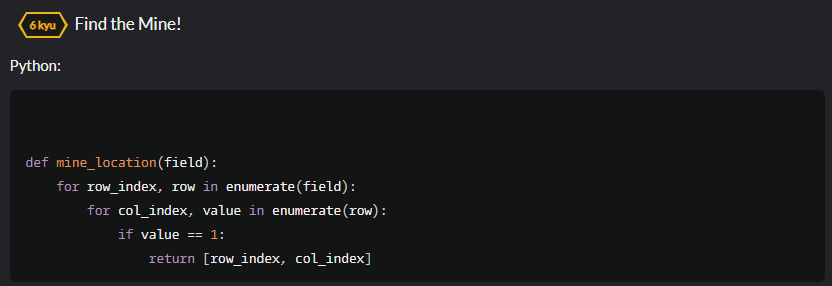 6 kyu Find the Mine!
Python:
def mine_location(field):
    for row_index, row in enumerate(field):
        for col_index, value in enumerate(row):
            if value == 1:
                return [row_index, col_index]